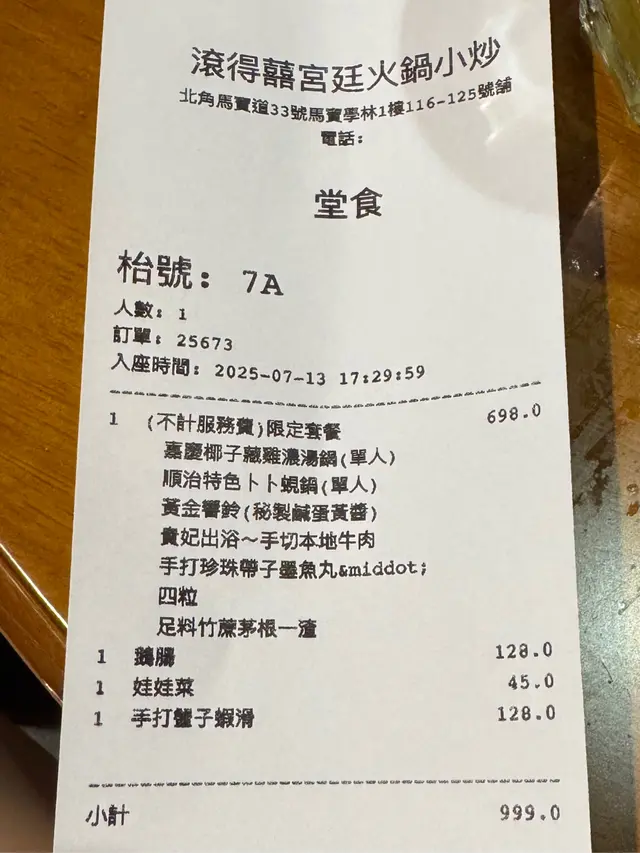 滾得囍宮廷火鍋小炒
北角馬寶道33號馬寶學林1樓116-125號舖
電話:
堂食
枱號: 7A
人數: 1
訂單: 25673
入座時間: 2025-07-13 17:29:59
1 (不計服務費)限定套餐 698.0
嘉慶椰子藏雞濃湯鍋(單人)
順治特色卜卜蜆鍋(單人)
黃金響鈴(秘製鹹蛋黃醬)
貴妃出浴～手切本地牛肉
手打珍珠帶子墨魚丸&middot;
四粒
足料竹蔗茅根一渣
1 鵝腸 128.0
1 娃娃菜 45.0
1 手打蟹子蝦滑 128.0
小計 999.0